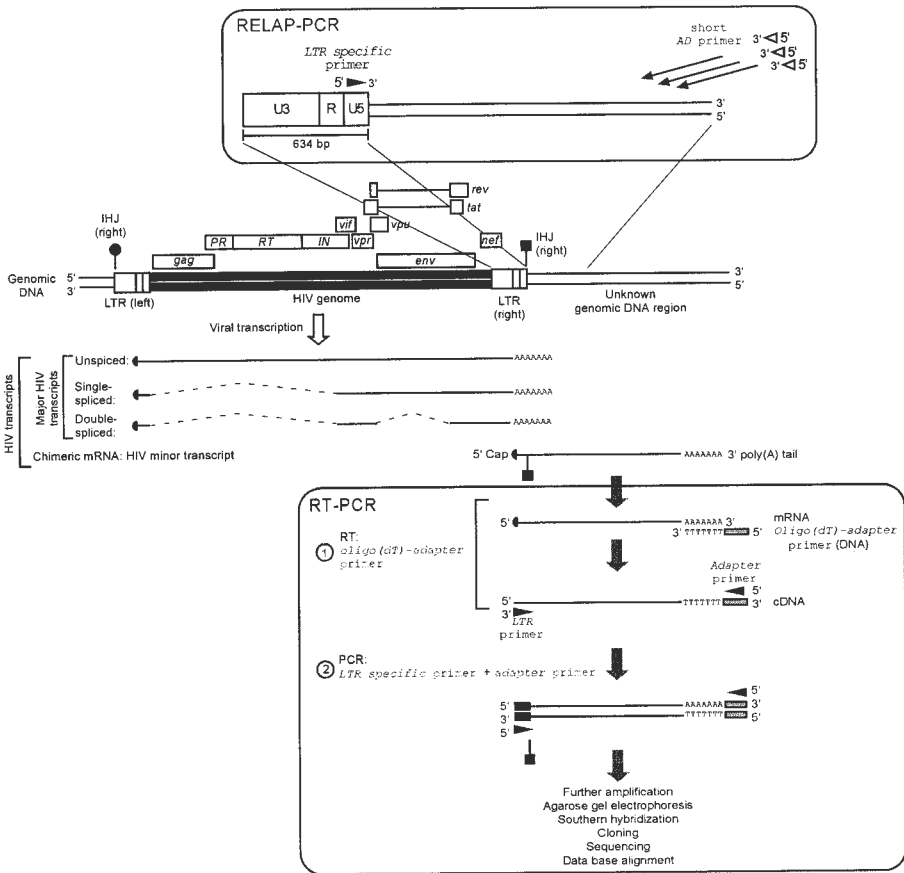 RELAP-PCR
LTR specific
primer
5' 3'
short
AD primer
3' 5'
3' 5'
3' 5'
U3 R U5
3'
5'
634 bp
rev
tat
IHJ
(right)
vif
vpu
PR RT IN vpr
nef
IHJ
(right)
gag
env
Genomic
DNA
5'
3'
3'
5'
LTR (left)
HIV genome
LTR
(right)
Unknown
genomic DNA region
Viral transcription
HIV transcripts
Major HIV
transcripts
Unspiced:
AAAAAAA
Single-
spliced:
AAAAAAA
Double-
spliced:
AAAAAAA
Chimeric mRNA: HIV minor transcript
5' Cap
AAAAAAA 3' poly(A) tail
RT-PCR
1
RT:
oligo(dT)-adapter
primer
5'
AAAAAAA 3'
mRNA
3' TTTTTTT 5'
Oligo(dT)-adapter
primer (DNA)
Adapter
primer
5'
5'
TTTTTTT 3'
cDNA
3'
LTR
primer
2
PCR:
LTR specific primer + adapter primer
5'
5' AAAAAAA 3'
3' TTTTTTT 5'
5'
Further amplification
Agarose gel electrophoresis
Southern hybridization
Cloning
Sequencing
Data base alignment